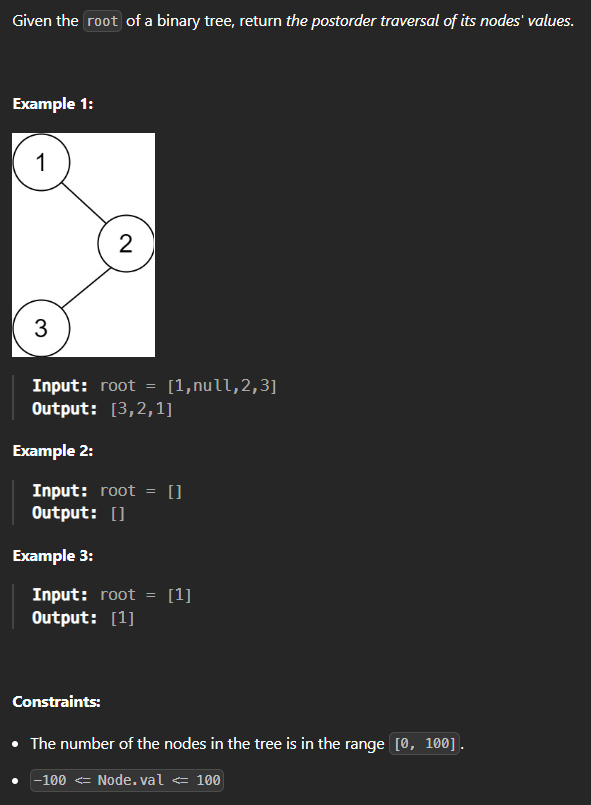 Given the root of a binary tree, return the postorder traversal of its nodes' values.
Example 1:
1
2
3
Input: root = [1,null,2,3]
Output: [3,2,1]
Example 2:
Input: root = []
Output: []
Example 3:
Input: root = [1]
Output: [1]
Constraints:
• The number of the nodes in the tree is in the range [0, 100].
• -100 <= Node.val <= 100